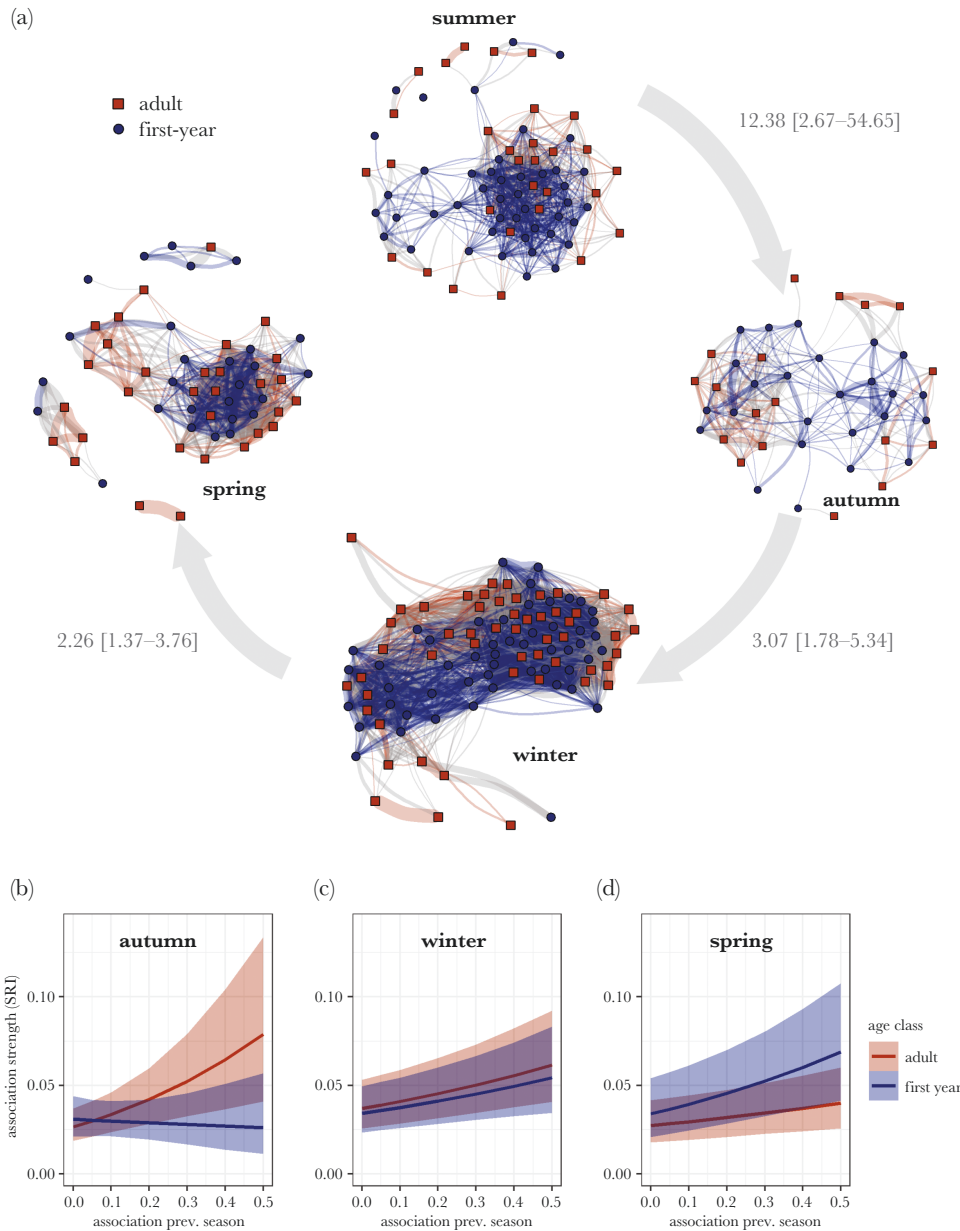 (a)
summer
adult
first-year
12.38 [2.67–54.65]
spring
autumn
2.26 [1.37–3.76]
3.07 [1.78–5.34]
winter
(b)
(c)
(d)
autumn
winter
spring
association strength (SRI)
0.10
0.05
0.00
0.10
0.05
0.00
0.10
0.05
0.00
age class
adult
first year
0.0 0.1 0.2 0.3 0.4 0.5
0.0 0.1 0.2 0.3 0.4 0.5
0.0 0.1 0.2 0.3 0.4 0.5
association prev. season
association prev. season
association prev. season